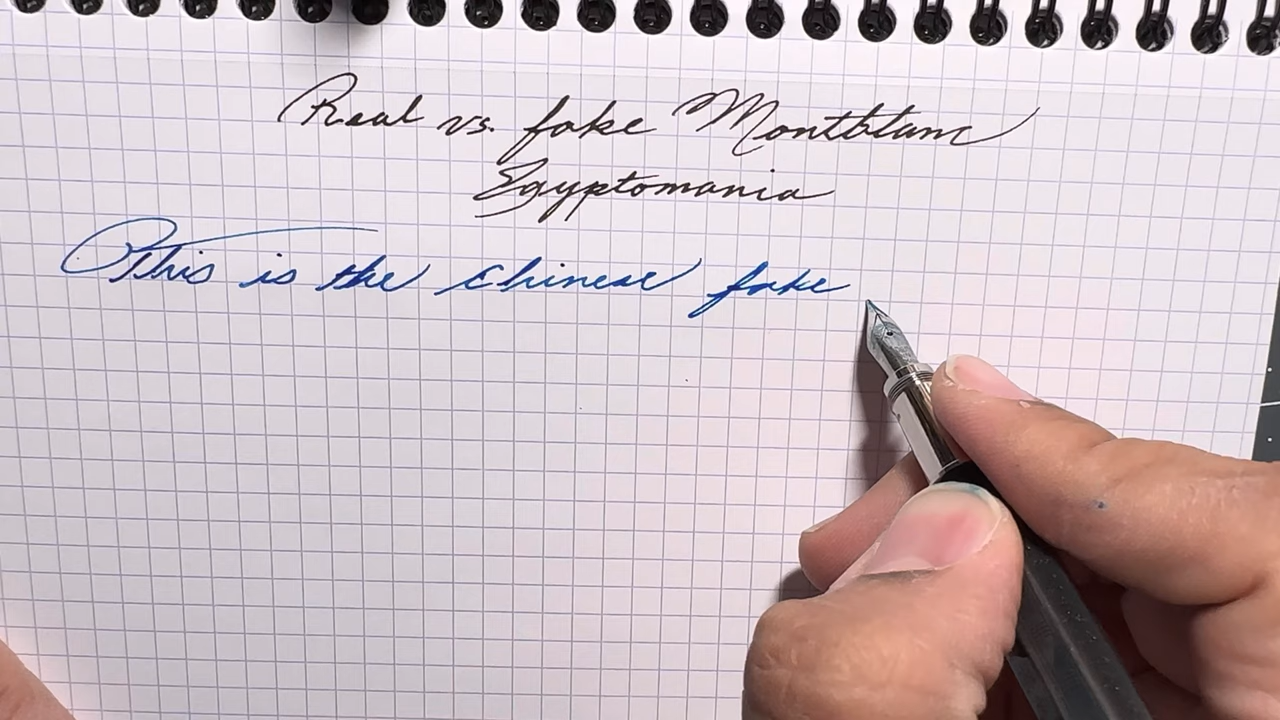 Real vs. fake Montblanc
Egyptomania
This is the Chinese fake